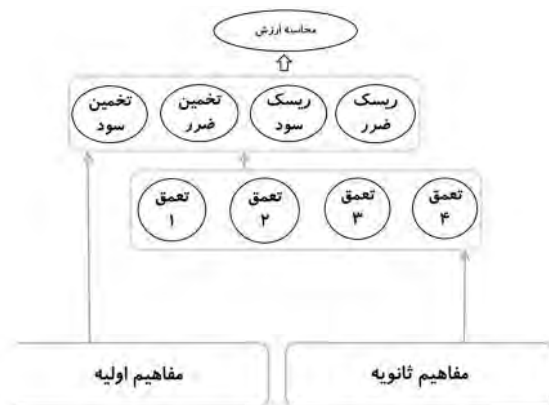 محاسبه ارزش
ریسک ضرر
ریسک سود
تخمین ضرر
تخمین سود
تعمق ۴
تعمق ۳
تعمق ۲
تعمق ۱
مفاهیم ثانویه
مفاهیم اولیه